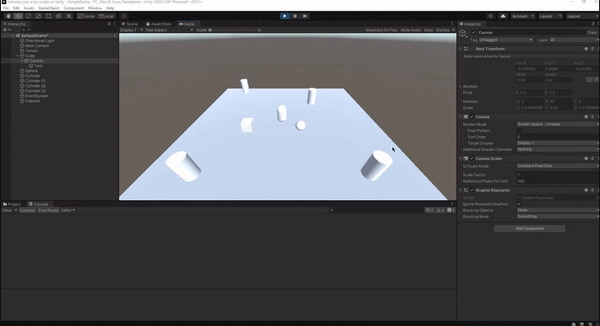 File Edit Assets GameObject Component Window Help
Center Local
Account Layers Layout
Hierarchy
SampleScene*
Directional Light
Main Camera
Terrain
Cube
Canvas
Text
Sphere
Cylinder
Cylinder (1)
Cylinder (2)
Cylinder (3)
EventSystem
Capsule
Scene Asset Store Game
Display 1 Free Aspect Scale Maximize On Play Mute Audio Stats Gizmos
Inspector
Canvas Static
Tag Untagged Layer UI
Rect Transform
Some values driven by Canvas.
Anchors
Pivot
Rotation
Scale
Canvas
Render Mode Screen Space - Overlay
Pixel Perfect
Sort Order 0
Target Display Display 1
Additional Shader Channels Nothing
Canvas Scaler
UI Scale Mode Constant Pixel Size
Scale Factor 1
Reference Pixels Per Unit 100
Graphic Raycaster
Script GraphicRaycaster
Ignore Reversed Graphics
Blocking Objects None
Blocking Mask Everything
Add Component
Project Console
Clear Collapse Error Pause Editor